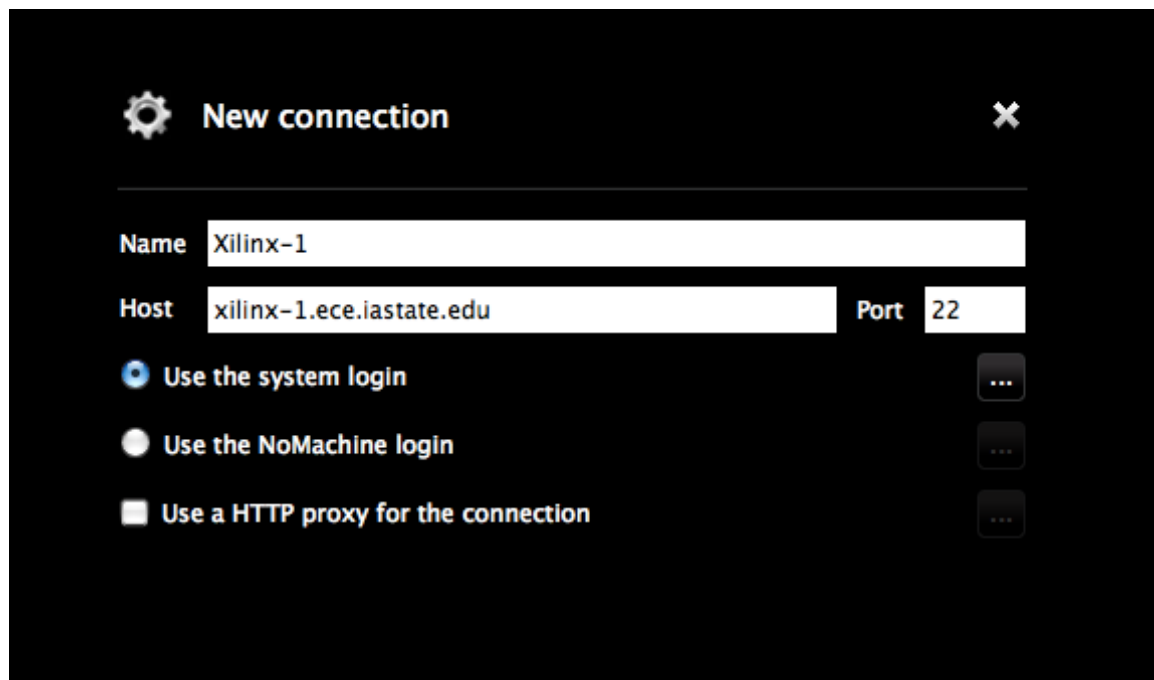 New connection
Name Xilinx-1
Host xilinx-1.ece.iastate.edu Port 22
Use the system login ...
Use the NoMachine login ...
Use a HTTP proxy for the connection ...